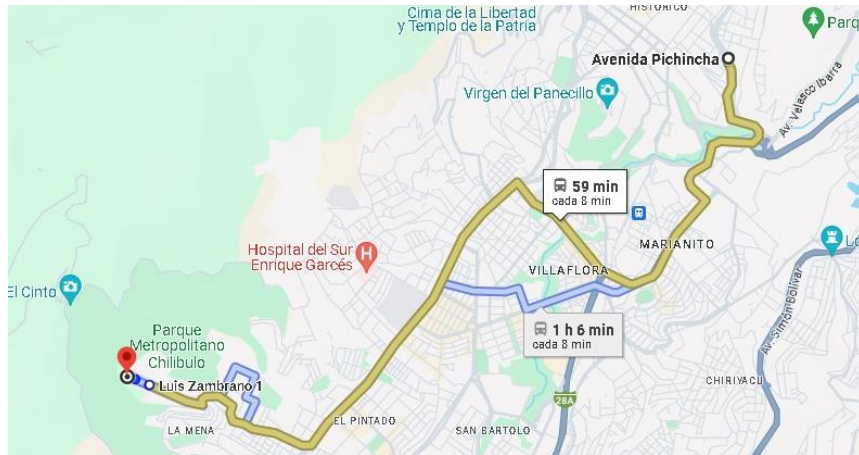 HISTÓRICO
Cima de la Libertad
y Templo de la Patria
Parq
Avenida Pichincha
Virgen del Panecillo
Av. Velasco Ibarra
59 min
cada 8 min
MARIANITO
Hospital del Sur
Enrique Garcés
VILLAFLORA
Lo
El Cinto
1 h 6 min
cada 8 min
Av. Simón Bolívar
Parque
Metropolitano
Chilibulo
Luis Zambrano 1
CHIRIYACU
28A
EL PINTADO
LA MENA
SAN BARTOLO